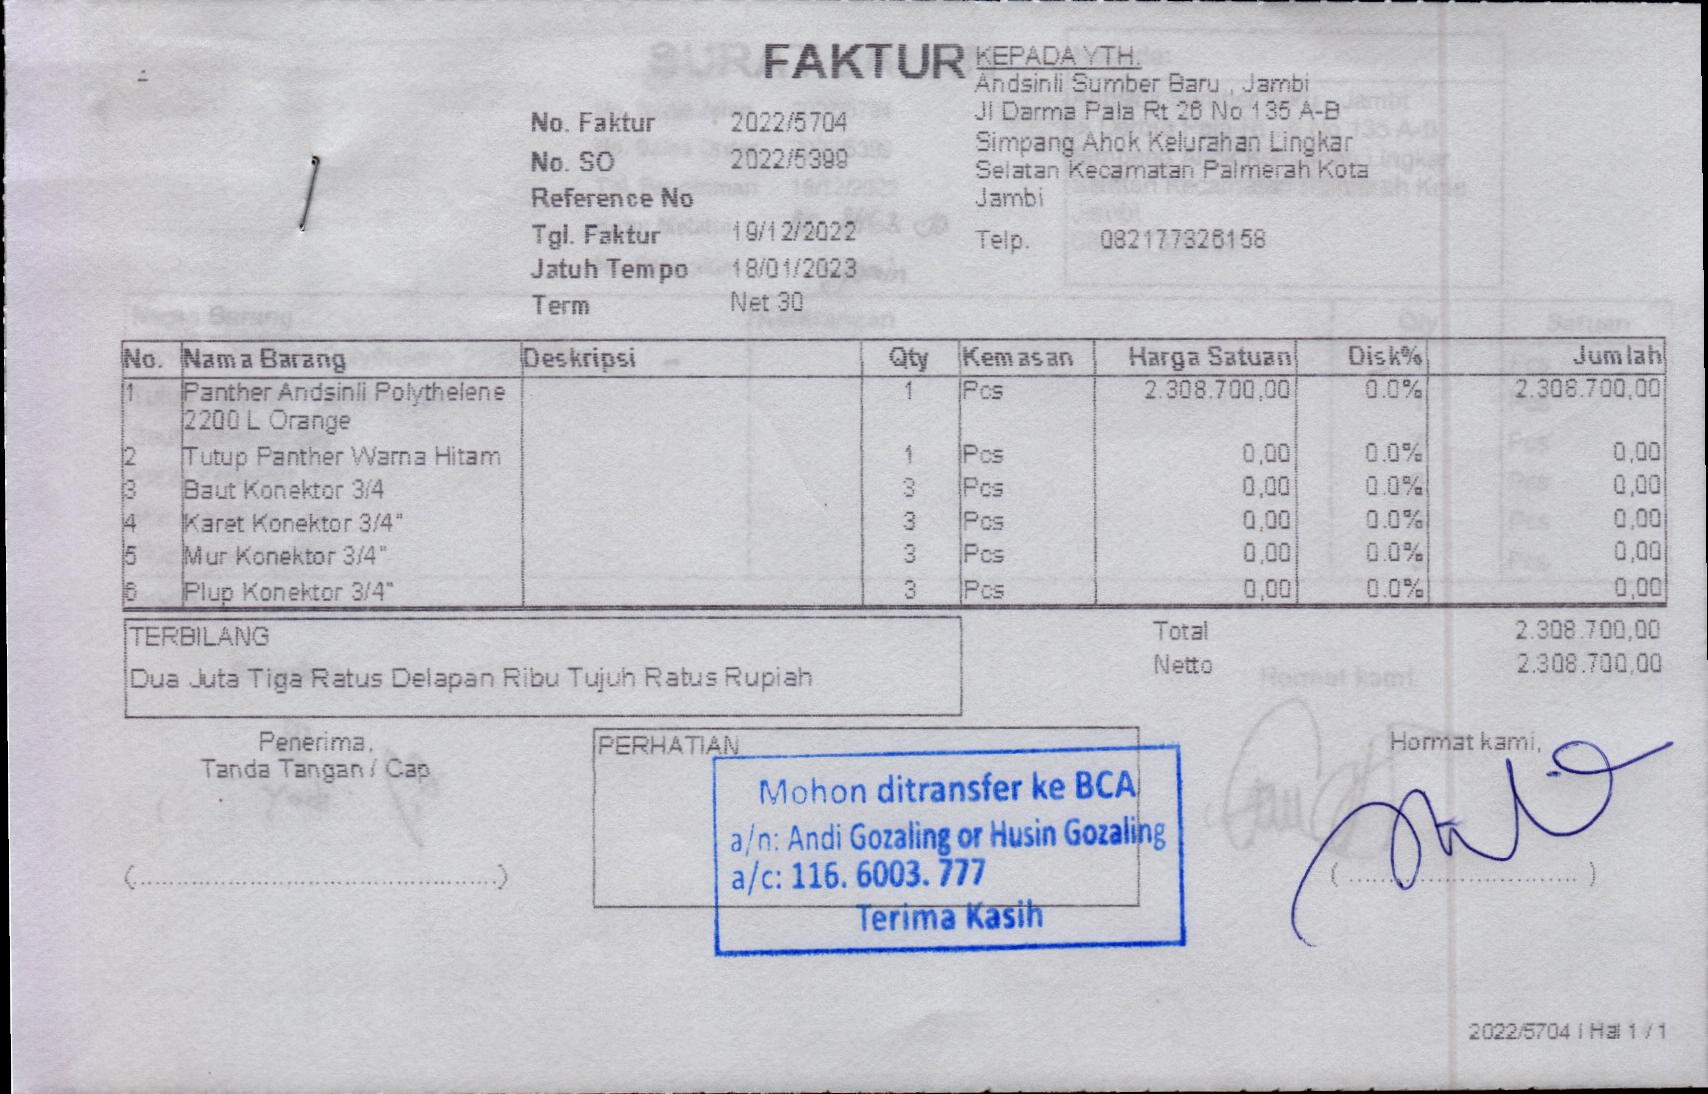 FAKTUR
KEPADA YTH.
Andsinli Sumber Baru , Jambi
Jl Darma Pala Rt 26 No 135 A-B
Simpang Ahok Kelurahan Lingkar
Selatan Kecamatan Palmerah Kota
Jambi
Telp. 082177326158
No. Faktur 2022/5704
No. SO 2022/5399
Reference No
Tgl. Faktur 19/12/2022
Jatuh Tempo 18/01/2023
Term Net 30
No. Nama Barang Deskripsi Qty Kemasan Harga Satuan Disk% Jumlah
1 Panther Andsinli Polythelene 1 Pcs 2.308.700,00 0.0% 2.308.700,00
2200 L Orange
2 Tutup Panther Warna Hitam 1 Pcs 0,00 0.0% 0,00
3 Baut Konektor 3/4 3 Pcs 0,00 0.0% 0,00
4 Karet Konektor 3/4" 3 Pcs 0,00 0.0% 0,00
5 Mur Konektor 3/4" 3 Pcs 0,00 0.0% 0,00
6 Plup Konektor 3/4" 3 Pcs 0,00 0.0% 0,00
TERBILANG
Dua Juta Tiga Ratus Delapan Ribu Tujuh Ratus Rupiah
Total 2.308.700,00
Netto 2.308.700,00
Penerima,
Tanda Tangan / Cap
(..............................................)
PERHATIAN
Mohon ditransfer ke BCA
a/n: Andi Gozaling or Husin Gozaling
a/c: 116. 6003. 777
Terima Kasih
Hormat kami,
( ............................. )
2022/5704 | Hal 1 / 1